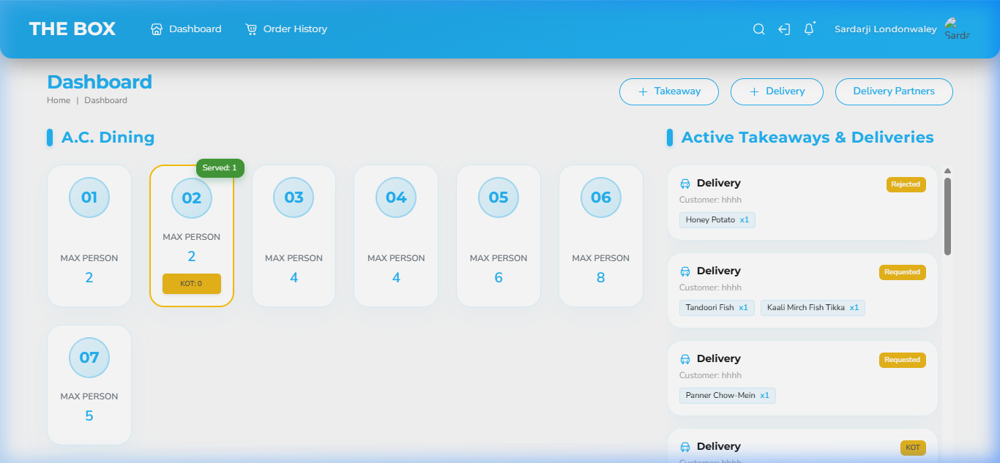 THE BOX
Dashboard
Order History
Sardarji Londonwaley
Sarda
Dashboard
Home | Dashboard
+ Takeaway
+ Delivery
Delivery Partners
A.C. Dining
01
MAX PERSON
2
Served: 1
02
MAX PERSON
2
KOT: 0
03
MAX PERSON
4
04
MAX PERSON
4
05
MAX PERSON
6
06
MAX PERSON
8
07
MAX PERSON
5
Active Takeaways & Deliveries
Delivery
Rejected
Customer: hhhh
Honey Potato x1
Delivery
Requested
Customer: hhhh
Tandoori Fish x1 Kaali Mirch Fish Tikka x1
Delivery
Requested
Customer: hhhh
Panner Chow-Mein x1
Delivery
KOT
Customer: hhhh